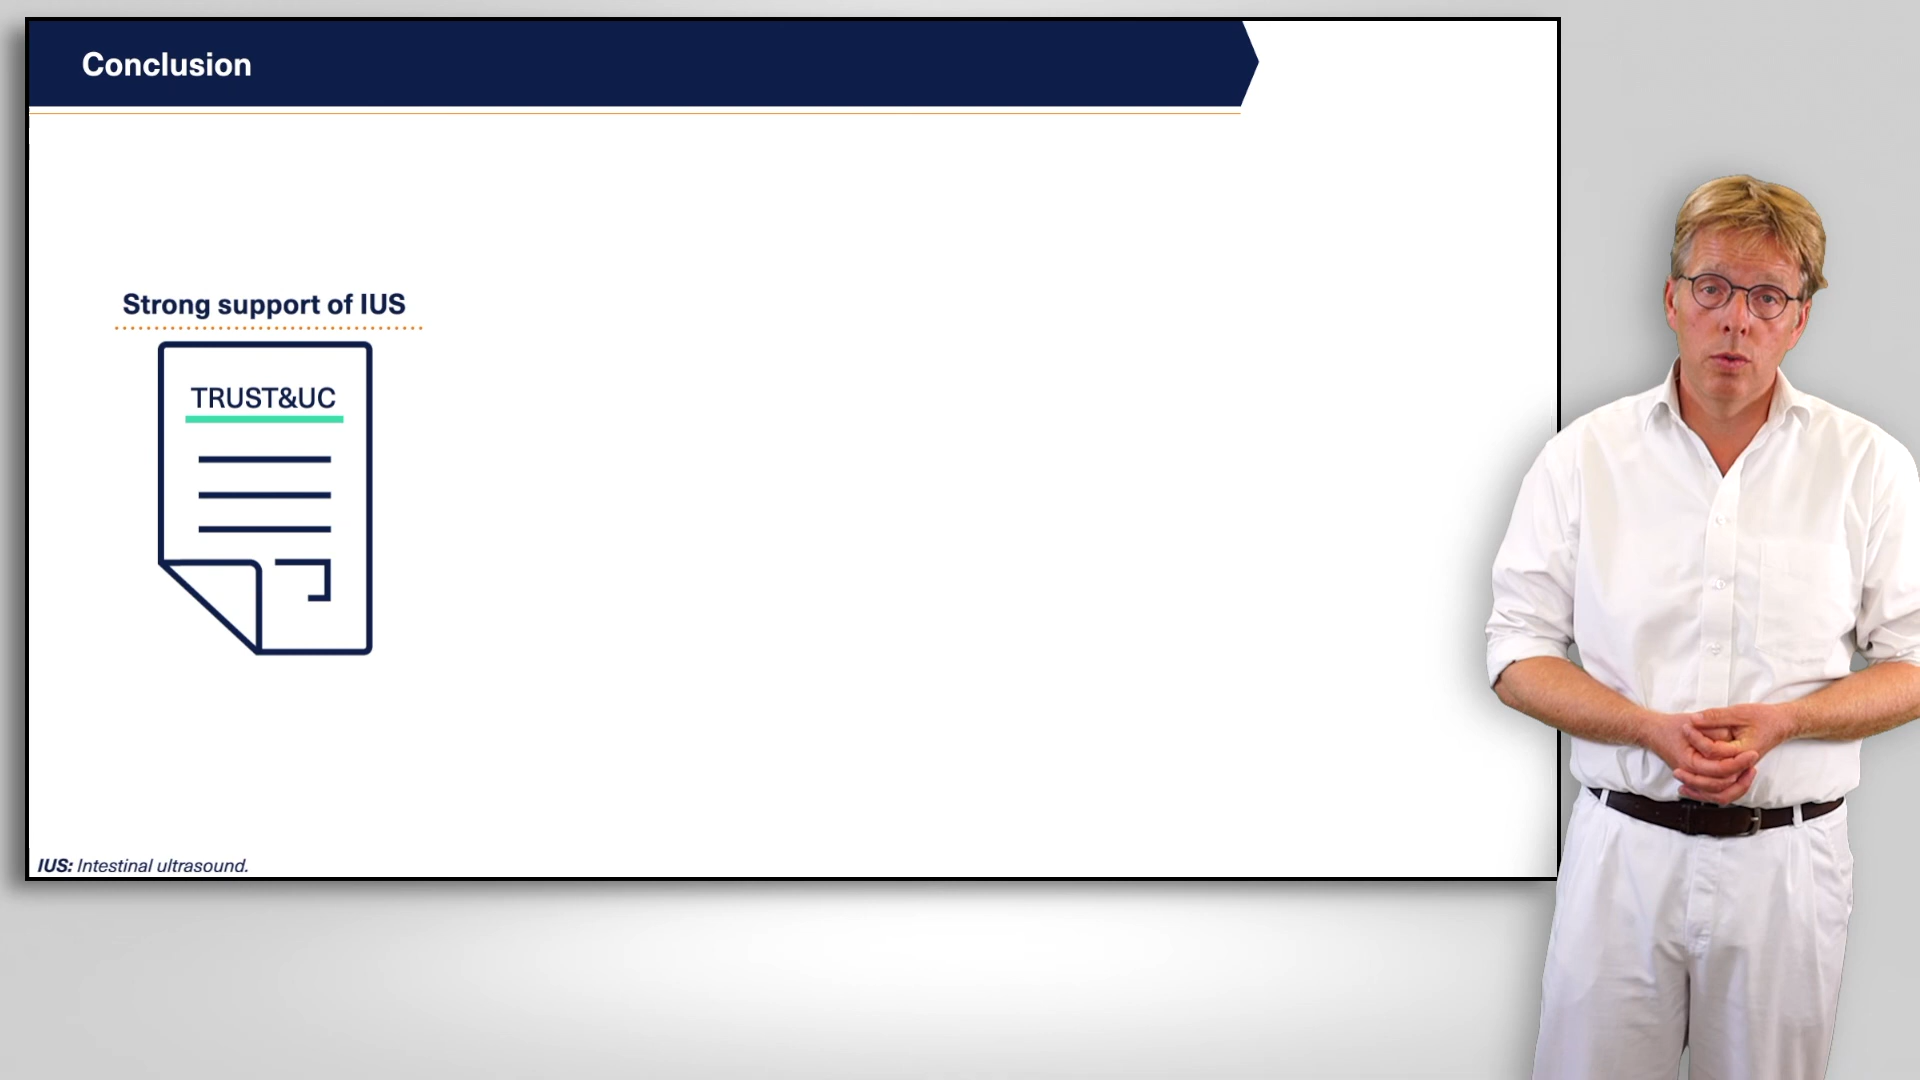 Conclusion
Strong support of IUS
TRUST&UC
IUS: Intestinal ultrasound.